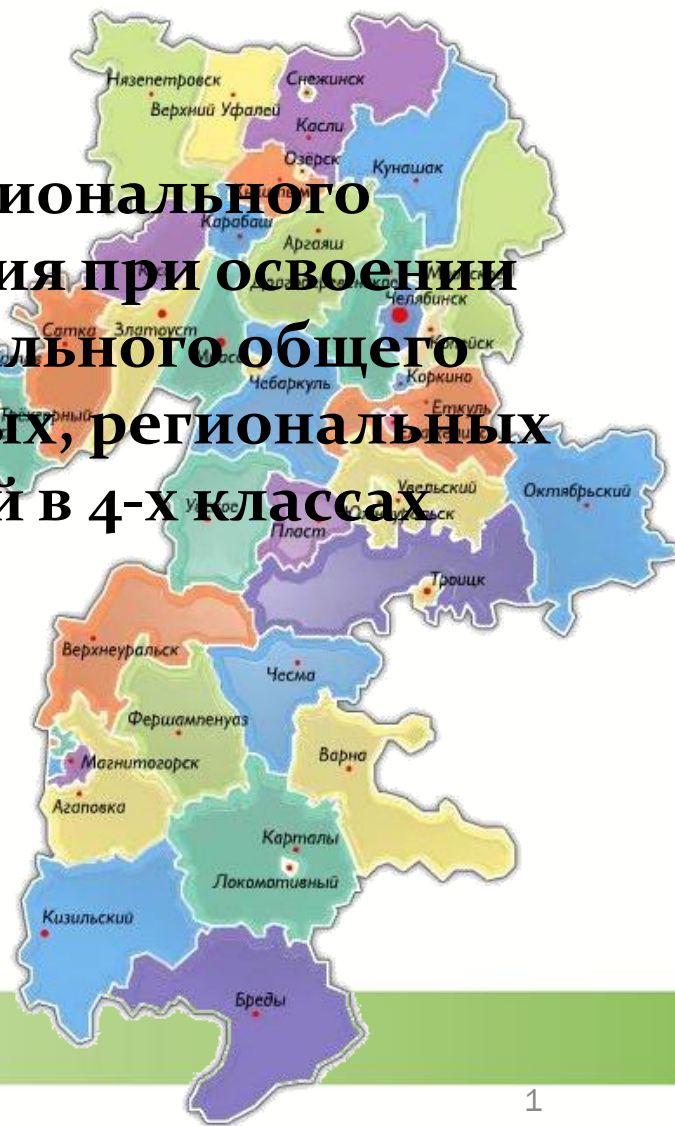 Нязепетровск
Снежинск
Верхний Уфалей
Касли
Озёрск
Кунашак
ионального
Карабаш
Аргаяш
ия при освоении
Челябинск
Сатка
Златоуст
льного общего
Коркино
Чебаркуль
Еткуль
ых, региональных
Увельский
Октябрьский
й в 4-х классах
Пласт
Троицк
Верхнеуральск
Чесма
Фершампенуаз
Варна
Магнитогорск
Агаповка
Карталы
Локомотивный
Кизильский
Бреды
1